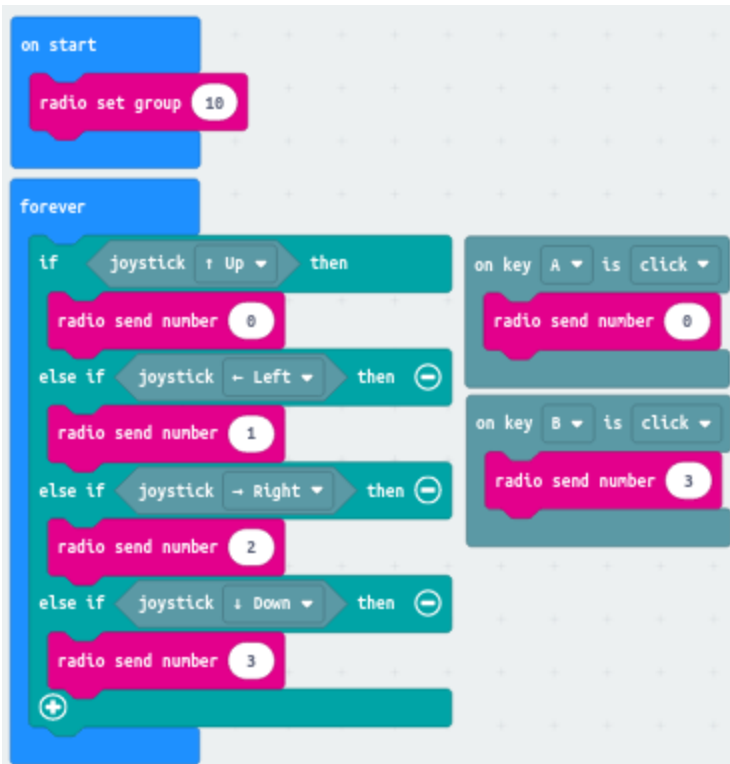 on start
radio set group 10
forever
if joystick ↑ Up then
radio send number 0
else if joystick ← Left then
radio send number 1
else if joystick → Right then
radio send number 2
else if joystick ↓ Down then
radio send number 3
on key A is click
radio send number 0
on key B is click
radio send number 3